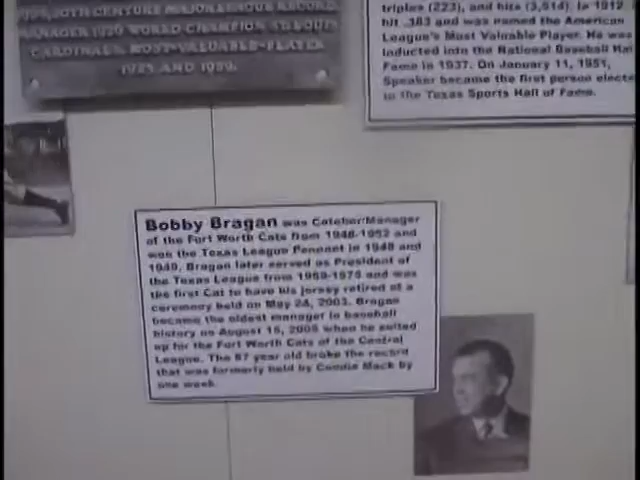 20TH CENTURY MAJOR LEAGUE RECORD.
MANAGER 1926 WORLD CHAMPION ST. LOUIS
CARDINALS. MOST-VALUABLE-PLAYER
1925 AND 1929.
triples (223), and hits (3,514). In 1912
hit .383 and was named the American
League's Most Valuable Player. He was
inducted into the National Baseball Hall
Fame in 1937. On January 11, 1951,
Speaker became the first person electe
to the Texas Sports Hall of Fame.
Bobby Bragan was Catcher/Manager
of the Fort Worth Cats from 1948-1952 and
won the Texas League Pennant in 1948 and
1949. Bragan later served as President of
the Texas League from 1969-1975 and was
the first Cat to have his jersey retired at a
ceremony held on May 24, 2003. Bragan
became the oldest manager in baseball
history on August 16, 2005 when he suited
up for the Fort Worth Cats of the Central
League. The 87 year old broke the record
that was formerly held by Connie Mack by
one week.